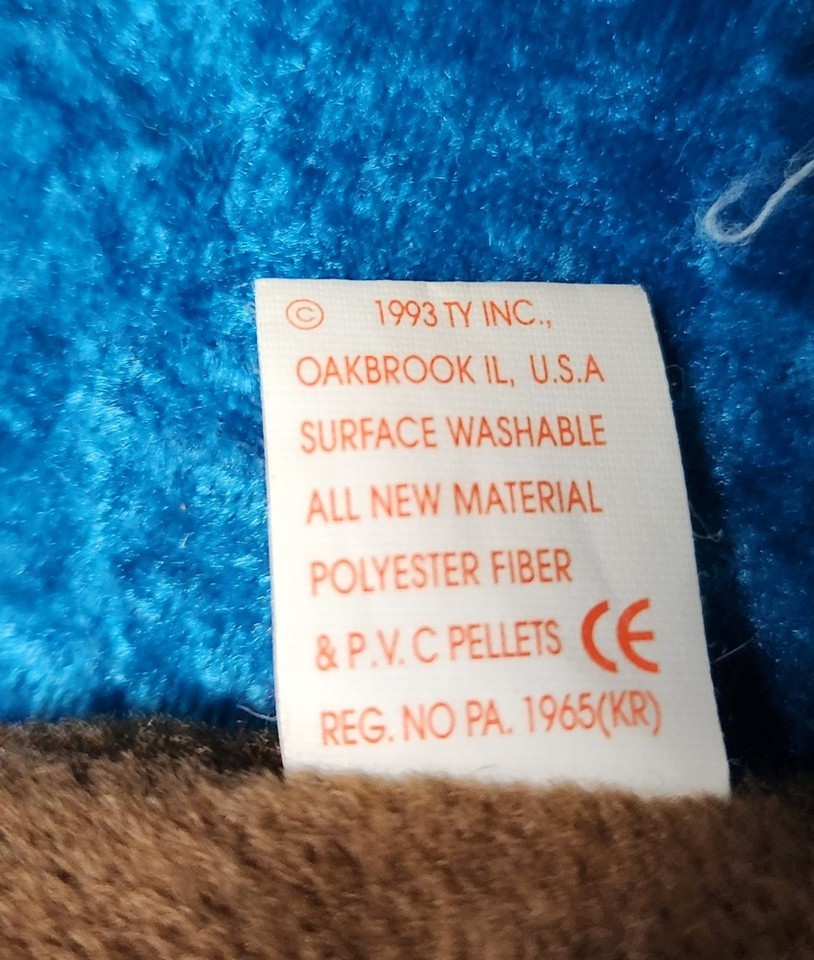 © 1993 TY INC.,
OAKBROOK IL, U.S.A
SURFACE WASHABLE
ALL NEW MATERIAL
POLYESTER FIBER
& P.V. C PELLETS CE
REG. NO PA. 1965(KR)